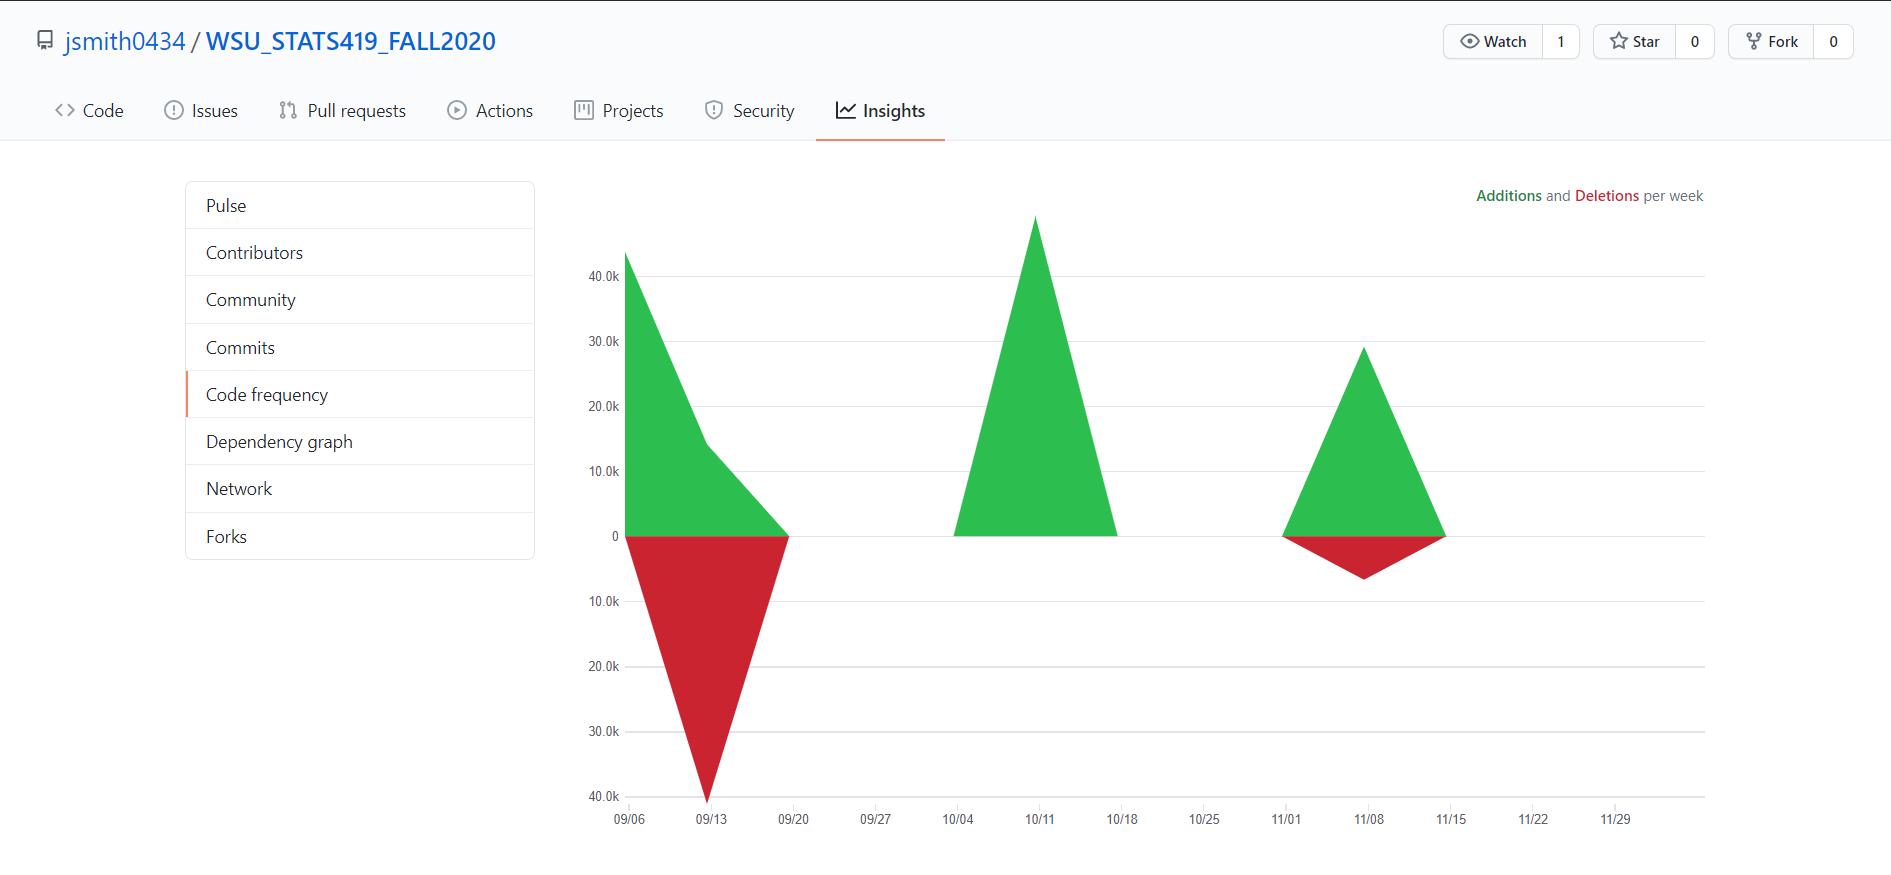 jsmith0434 / WSU_STATS419_FALL2020
Watch 1
Star 0
Fork 0
Code
Issues
Pull requests
Actions
Projects
Security
Insights
Pulse
Contributors
Community
Commits
Code frequency
Dependency graph
Network
Forks
Additions and Deletions per week
40.0k
30.0k
20.0k
10.0k
0
10.0k
20.0k
30.0k
40.0k
09/06 09/13 09/20 09/27 10/04 10/11 10/18 10/25 11/01 11/08 11/15 11/22 11/29